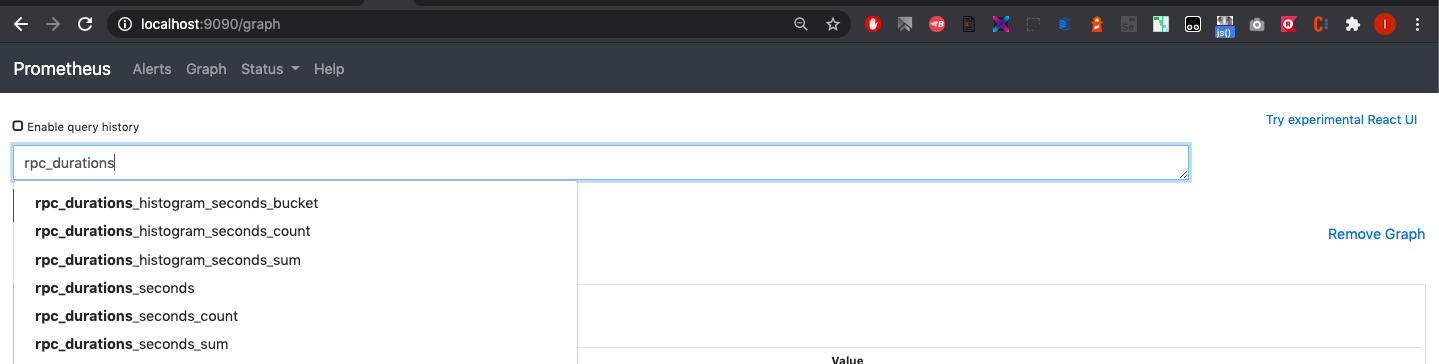 localhost:9090/graph
js()
Prometheus Alerts Graph Status Help
Enable query history
Try experimental React UI
rpc_durations
rpc_durations_histogram_seconds_bucket
rpc_durations_histogram_seconds_count
Remove Graph
rpc_durations_histogram_seconds_sum
rpc_durations_seconds
rpc_durations_seconds_count
rpc_durations_seconds_sum
Value